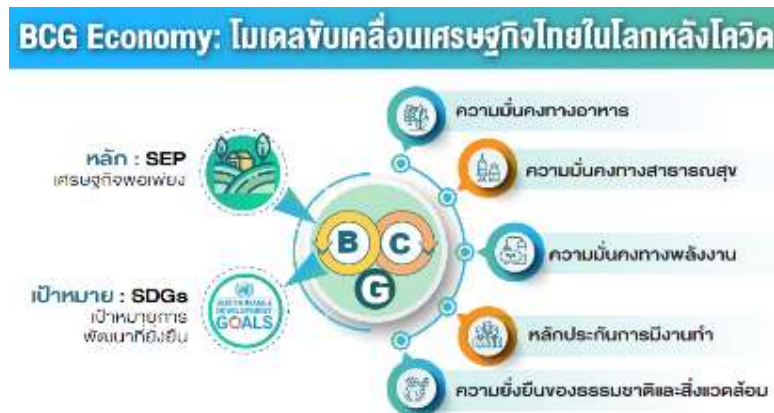 BCG Economy: โมเดลขับเคลื่อนเศรษฐกิจไทยในโลกหลังโควิด
หลัก : SEP
เศรษฐกิจพอเพียง
เป้าหมาย : SDGs
เป้าหมายการ
พัฒนาที่ยั่งยืน
SUSTAINABLE
DEVELOPMENT
GOALS
B C
G
ความมั่นคงทางอาหาร
ความมั่นคงทางสาธารณสุข
ความมั่นคงทางพลังงาน
หลักประกันการมีงานทำ
ความยั่งยืนของธรรมชาติและสิ่งแวดล้อม